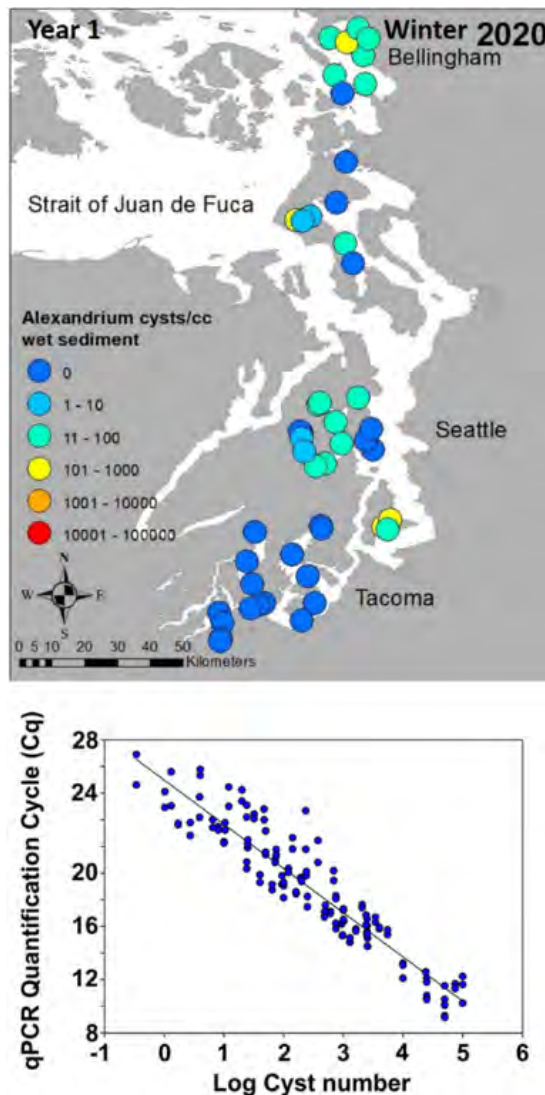 Year 1
Winter 2020
Bellingham
Strait of Juan de Fuca
Alexandrium cysts/cc
wet sediment
0
1 - 10
11 - 100
101 - 1000
1001 - 10000
10001 - 100000
Seattle
Tacoma
N
W E
S
0 5 10 20 30 40 50
Kilometers
qPCR Quantification Cycle (Cq)
28
24
20
16
12
8
-1 0 1 2 3 4 5 6
Log Cyst number